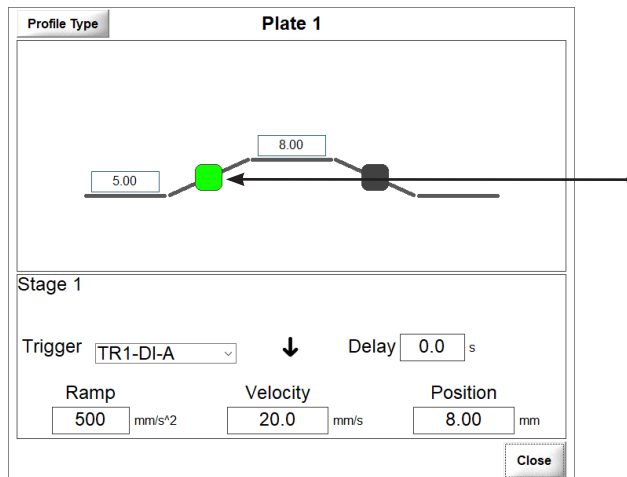 Profile Type
Plate 1
8.00
5.00
Stage 1
Trigger TR1-DI-A Delay 0.0 s
Ramp Velocity Position
500 mm/s^2 20.0 mm/s 8.00 mm
Close